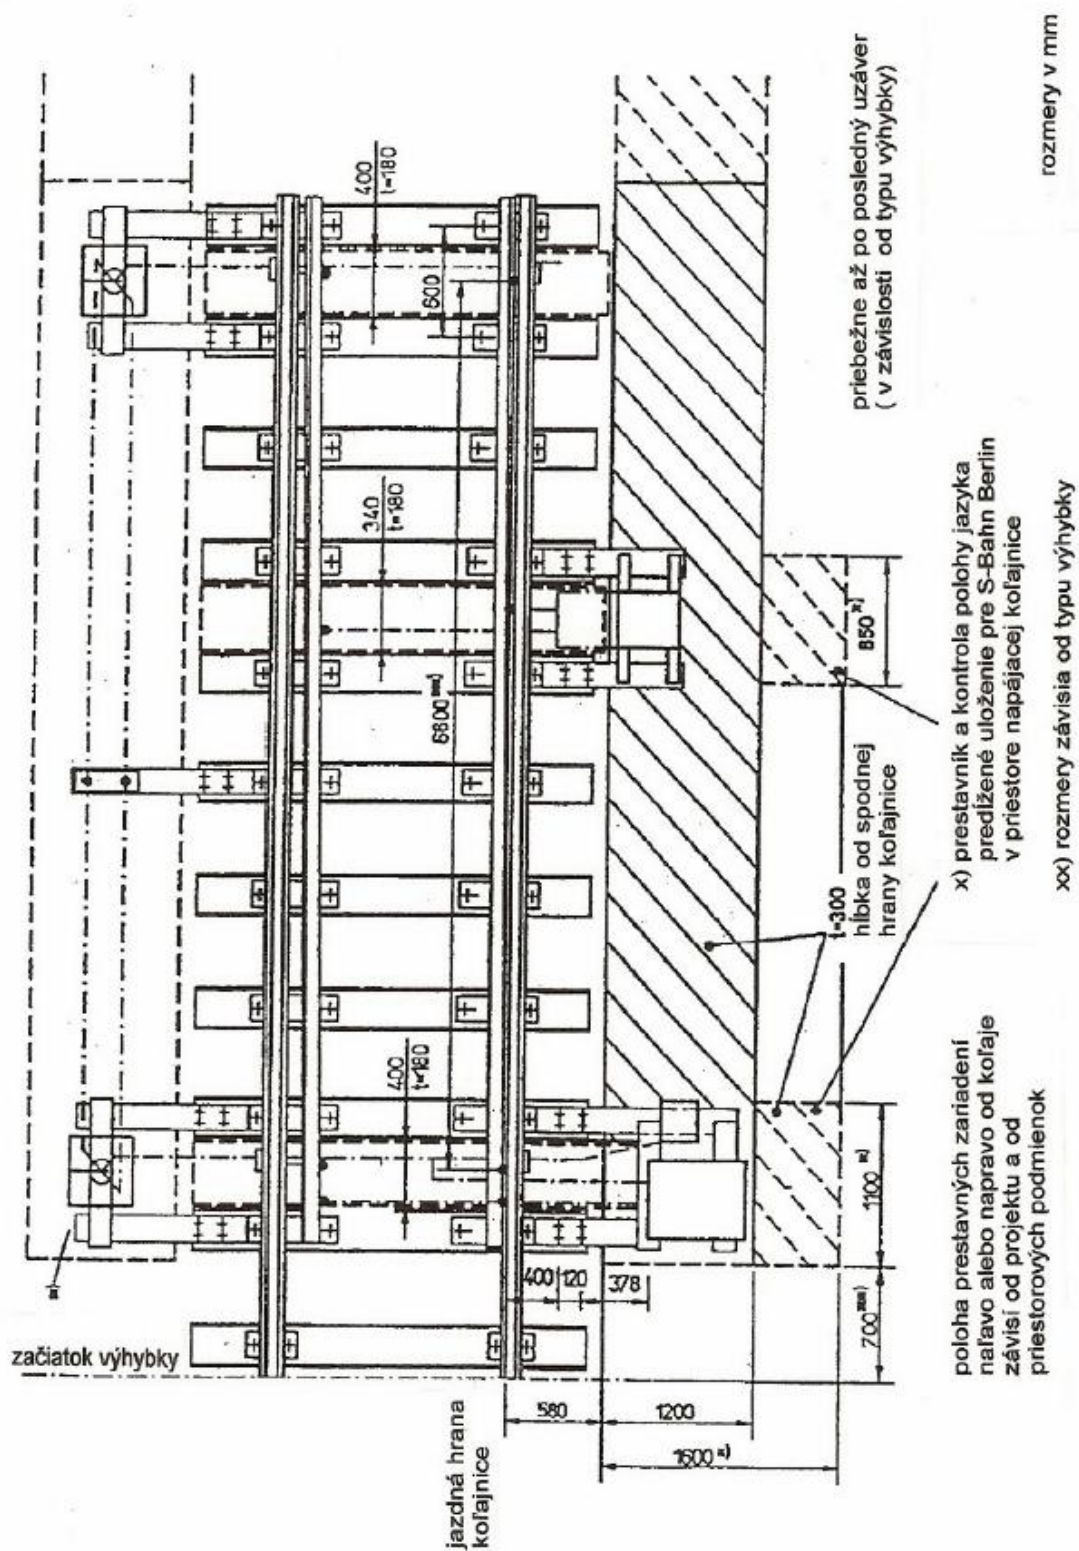 začiatok výhybky
jazdná hrana
koľajnice
580
1200
1600 x)
700 xx)
1100 x)
850 x)
400
120
378
400
t=180
340
t=180
400
t=180
600
6800 xx)
t=300
hĺbka od spodnej
hrany koľajnice
priebežne až po posledný uzáver
( v závislosti od typu výhybky)
poloha prestavných zariadení
naľavo alebo napravo od koľaje
závisí od projektu a od
priestorových podmienok
x) prestavník a kontrola polohy jazyka
predĺžené uloženie pre S-Bahn Berlin
v priestore napájacej koľajnice
xx) rozmery závisia od typu výhybky
rozmery v mm